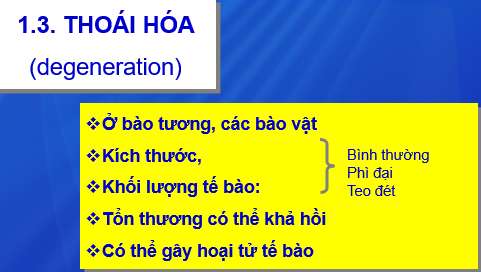 1.3. THOÁI HÓA
(degeneration)
❖Ở bào tương, các bào vật
❖Kích thước,
❖Khối lượng tế bào:
Bình thường
Phì đại
Teo đét
❖Tổn thương có thể khả hồi
❖Có thể gây hoại tử tế bào